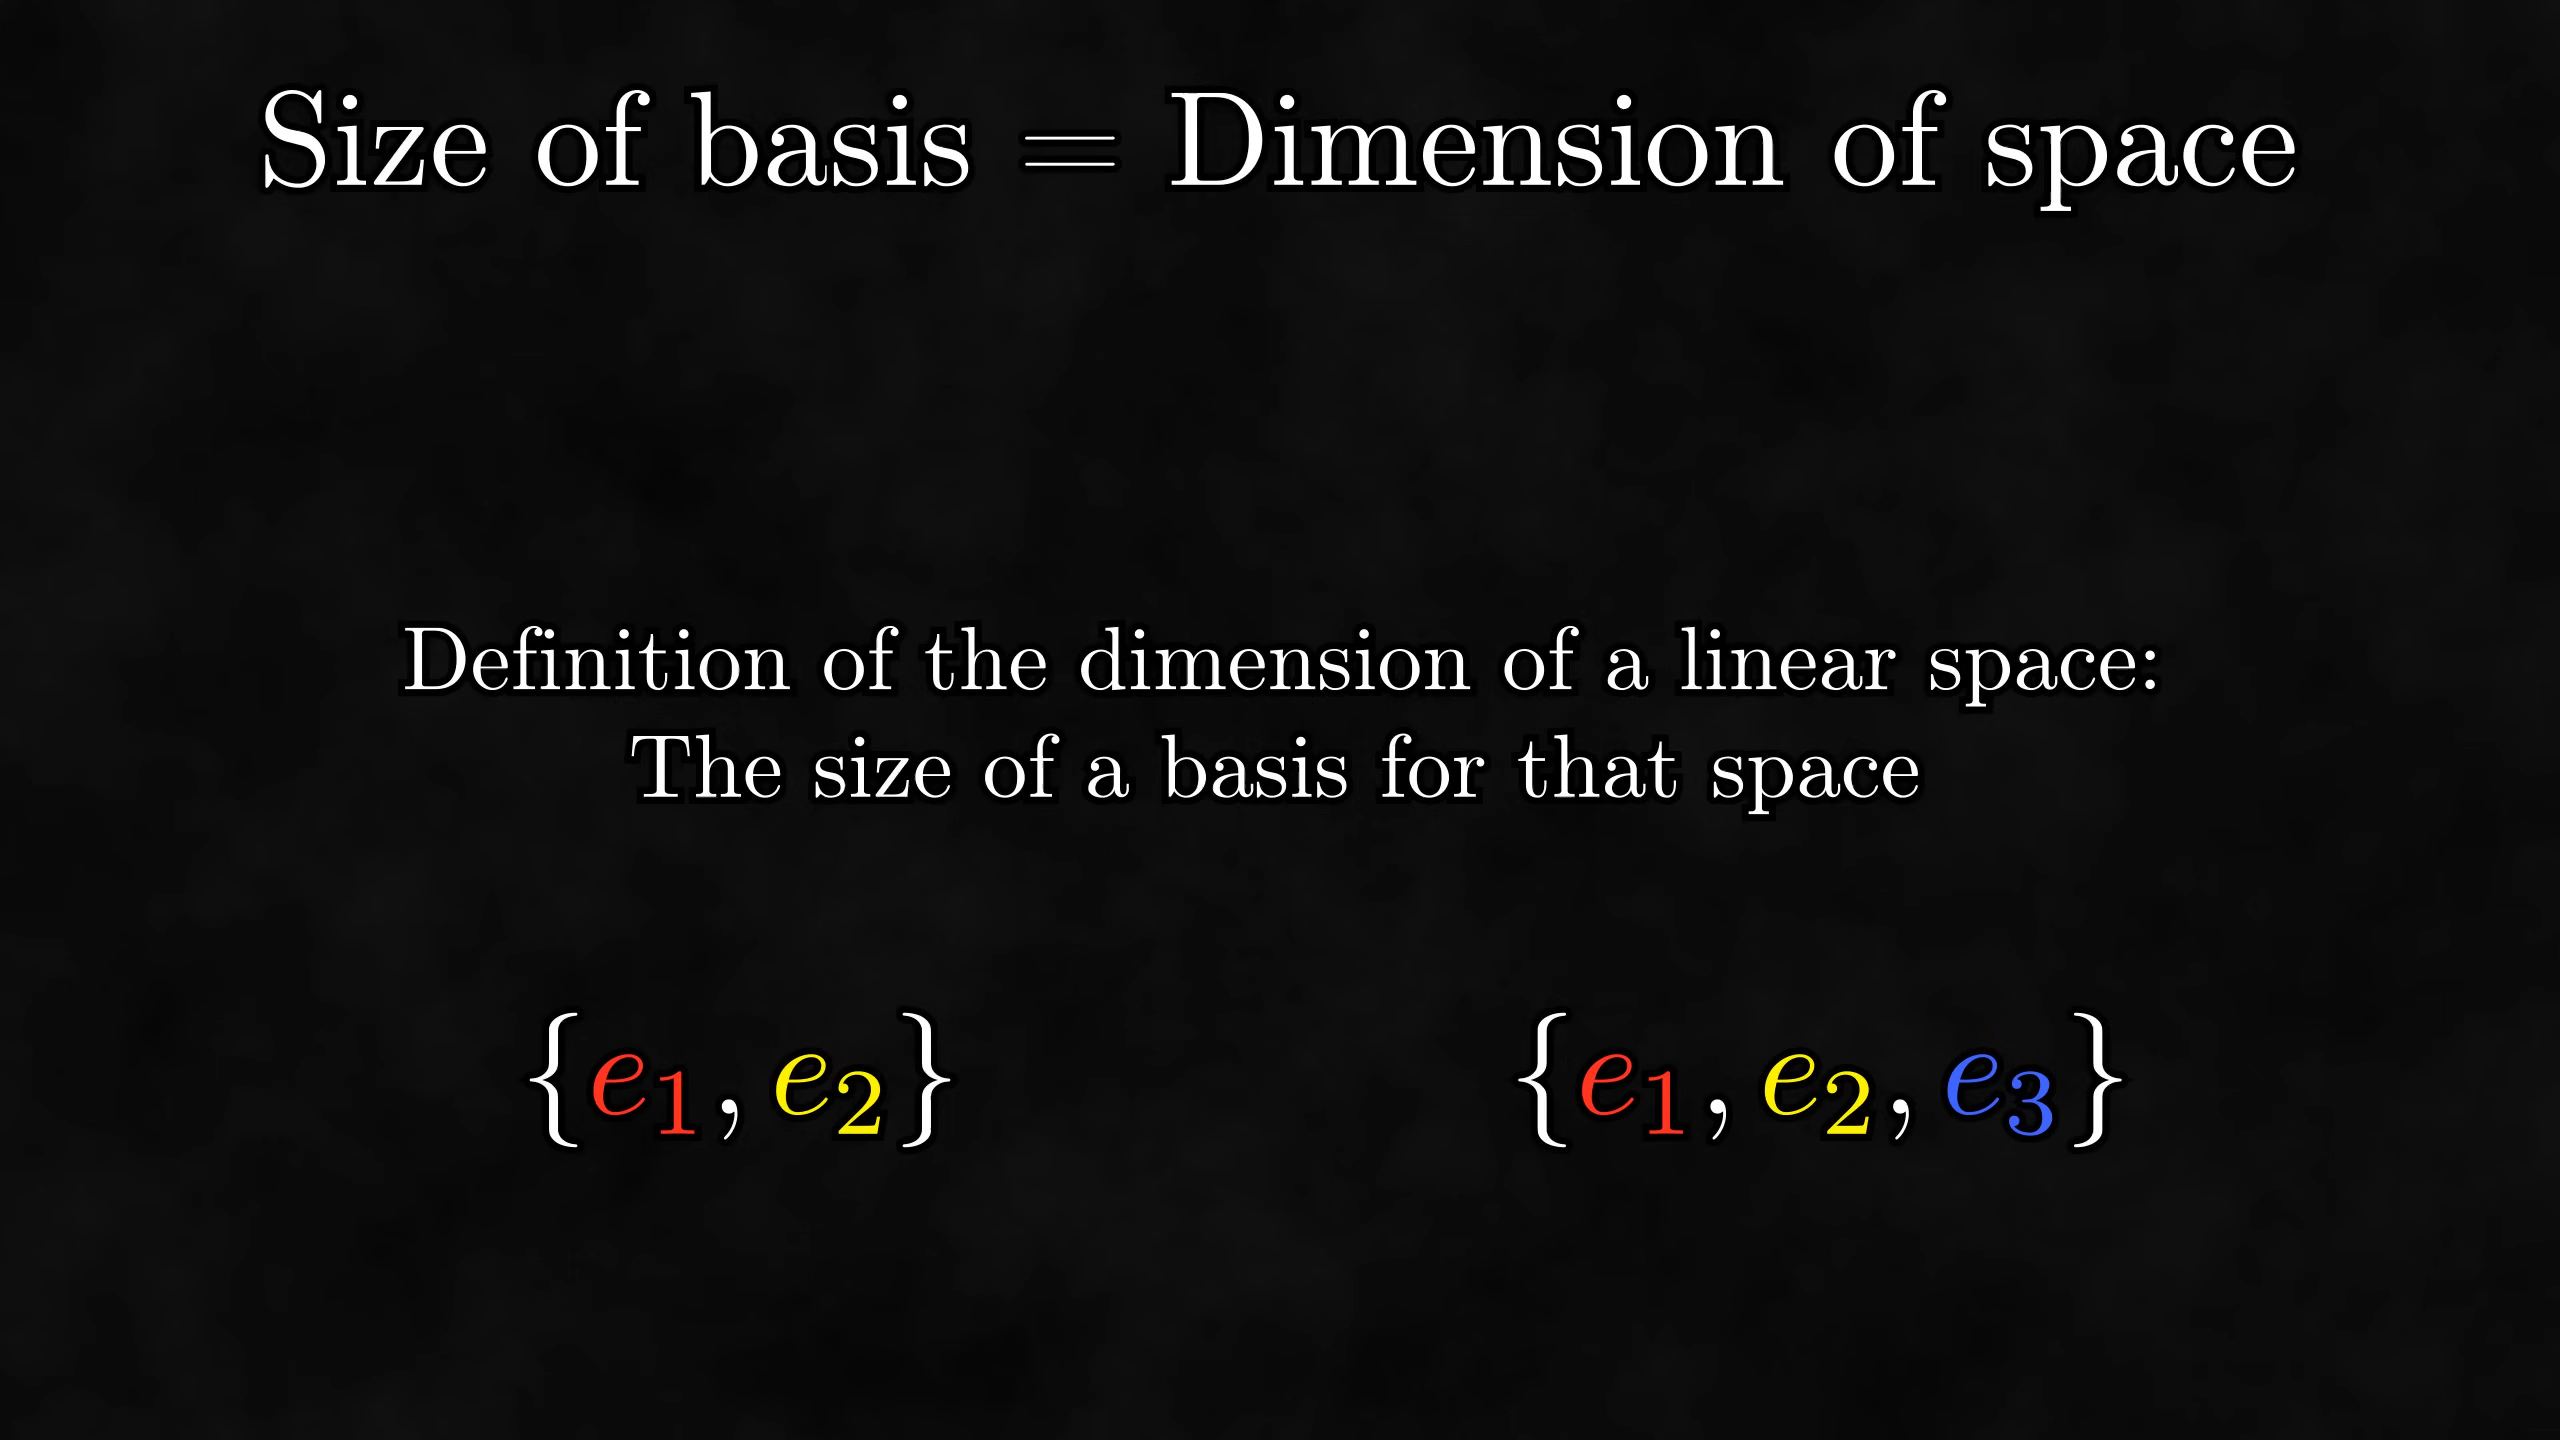 Size of basis = Dimension of space
Definition of the dimension of a linear space:
The size of a basis for that space
{e₁, e₂} {e₁, e₂, e₃}